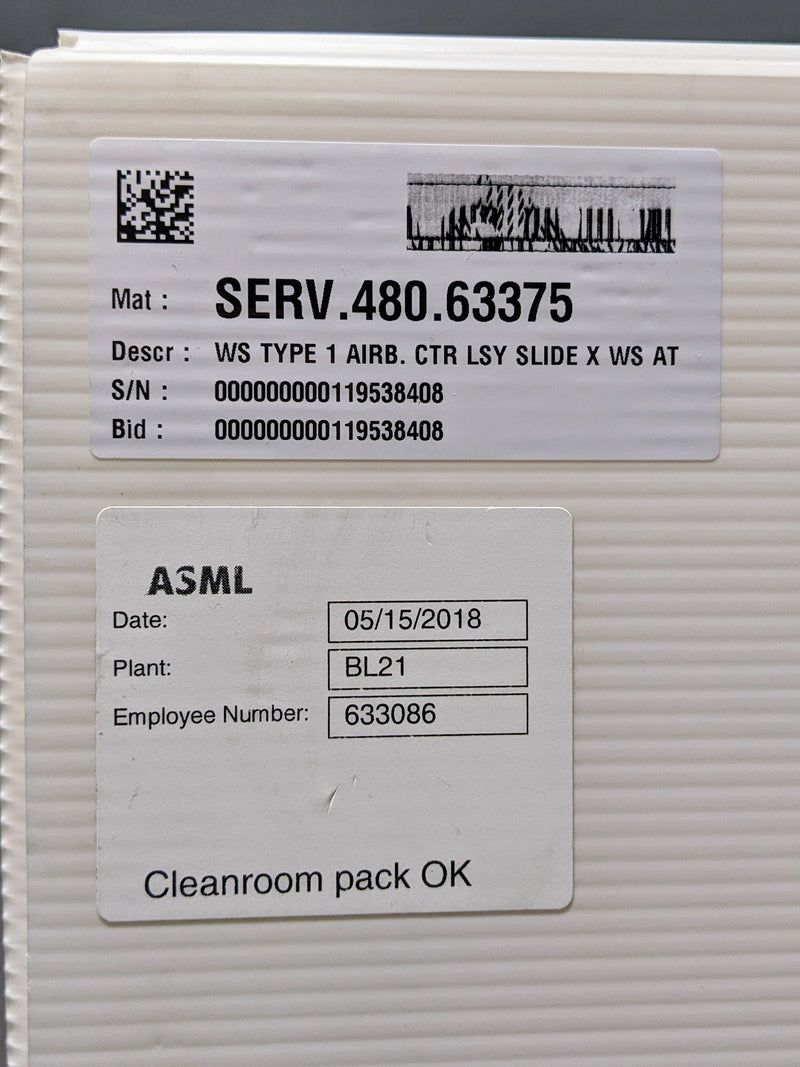 Mat : SERV.480.63375
Descr : WS TYPE 1 AIRB. CTR LSY SLIDE X WS AT
S/N : 000000000119538408
Bid : 000000000119538408
ASML
Date: 05/15/2018
Plant: BL21
Employee Number: 633086
Cleanroom pack OK